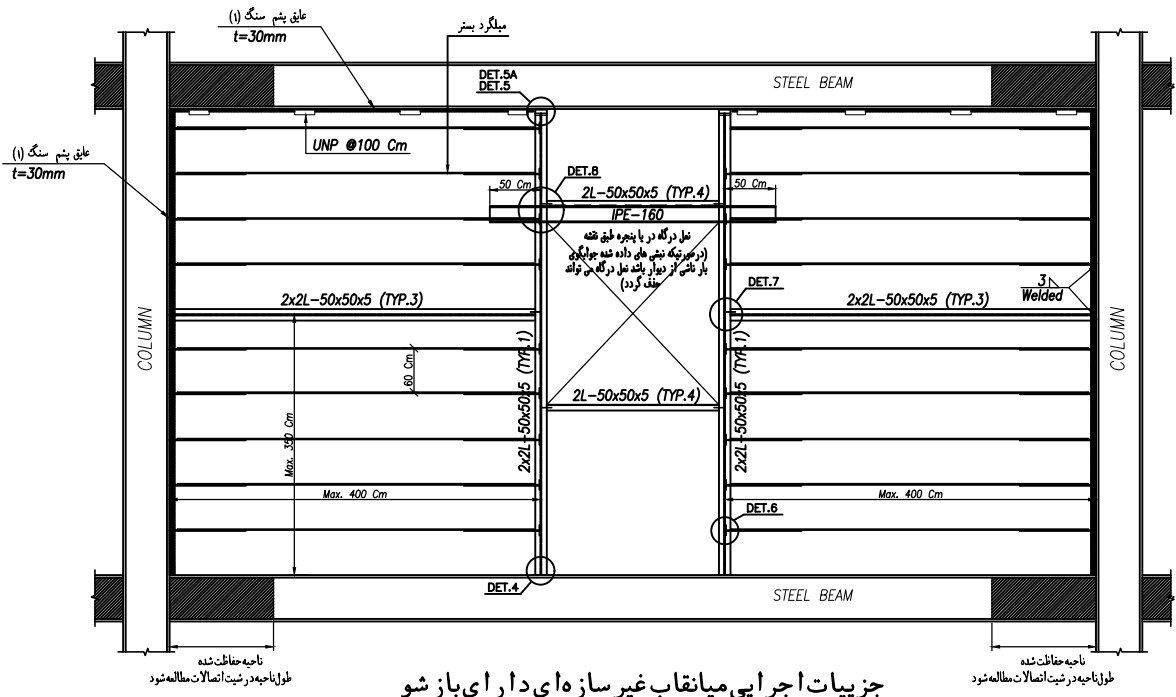 عایق پشم سنگ (۱)
t=30mm
میلگرد بستر
DET.5A
DET.5
STEEL BEAM
UNP @100 Cm
عایق پشم سنگ (۱)
t=30mm
50 Cm
DET.8
2L-50x50x5 (TYP.4)
50 Cm
IPE-160
نعل درگاه در یا پنجره طبق نقشه
(درصورتیکه نبشی های داده شده جوابگوی
بار ناشی از دیوار باشد نعل درگاه می تواند
حذف گردد)
2x2L-50x50x5 (TYP.3)
DET.7
2x2L-50x50x5 (TYP.3)
3
Welded
COLUMN
COLUMN
60 Cm
2x2L-50x50x5 (TYP.1)
2x2L-50x50x5 (TYP.1)
2L-50x50x5 (TYP.4)
Max. 350 Cm
Max. 400 Cm
Max. 400 Cm
DET.6
DET.4
STEEL BEAM
ناحیه حفاظت شده
طول ناحیه در شیت اتصالات مطالعه شود
ناحیه حفاظت شده
طول ناحیه در شیت اتصالات مطالعه شود
جزییات اجرایی میانقاب غیر سازه ای دارای بازشو